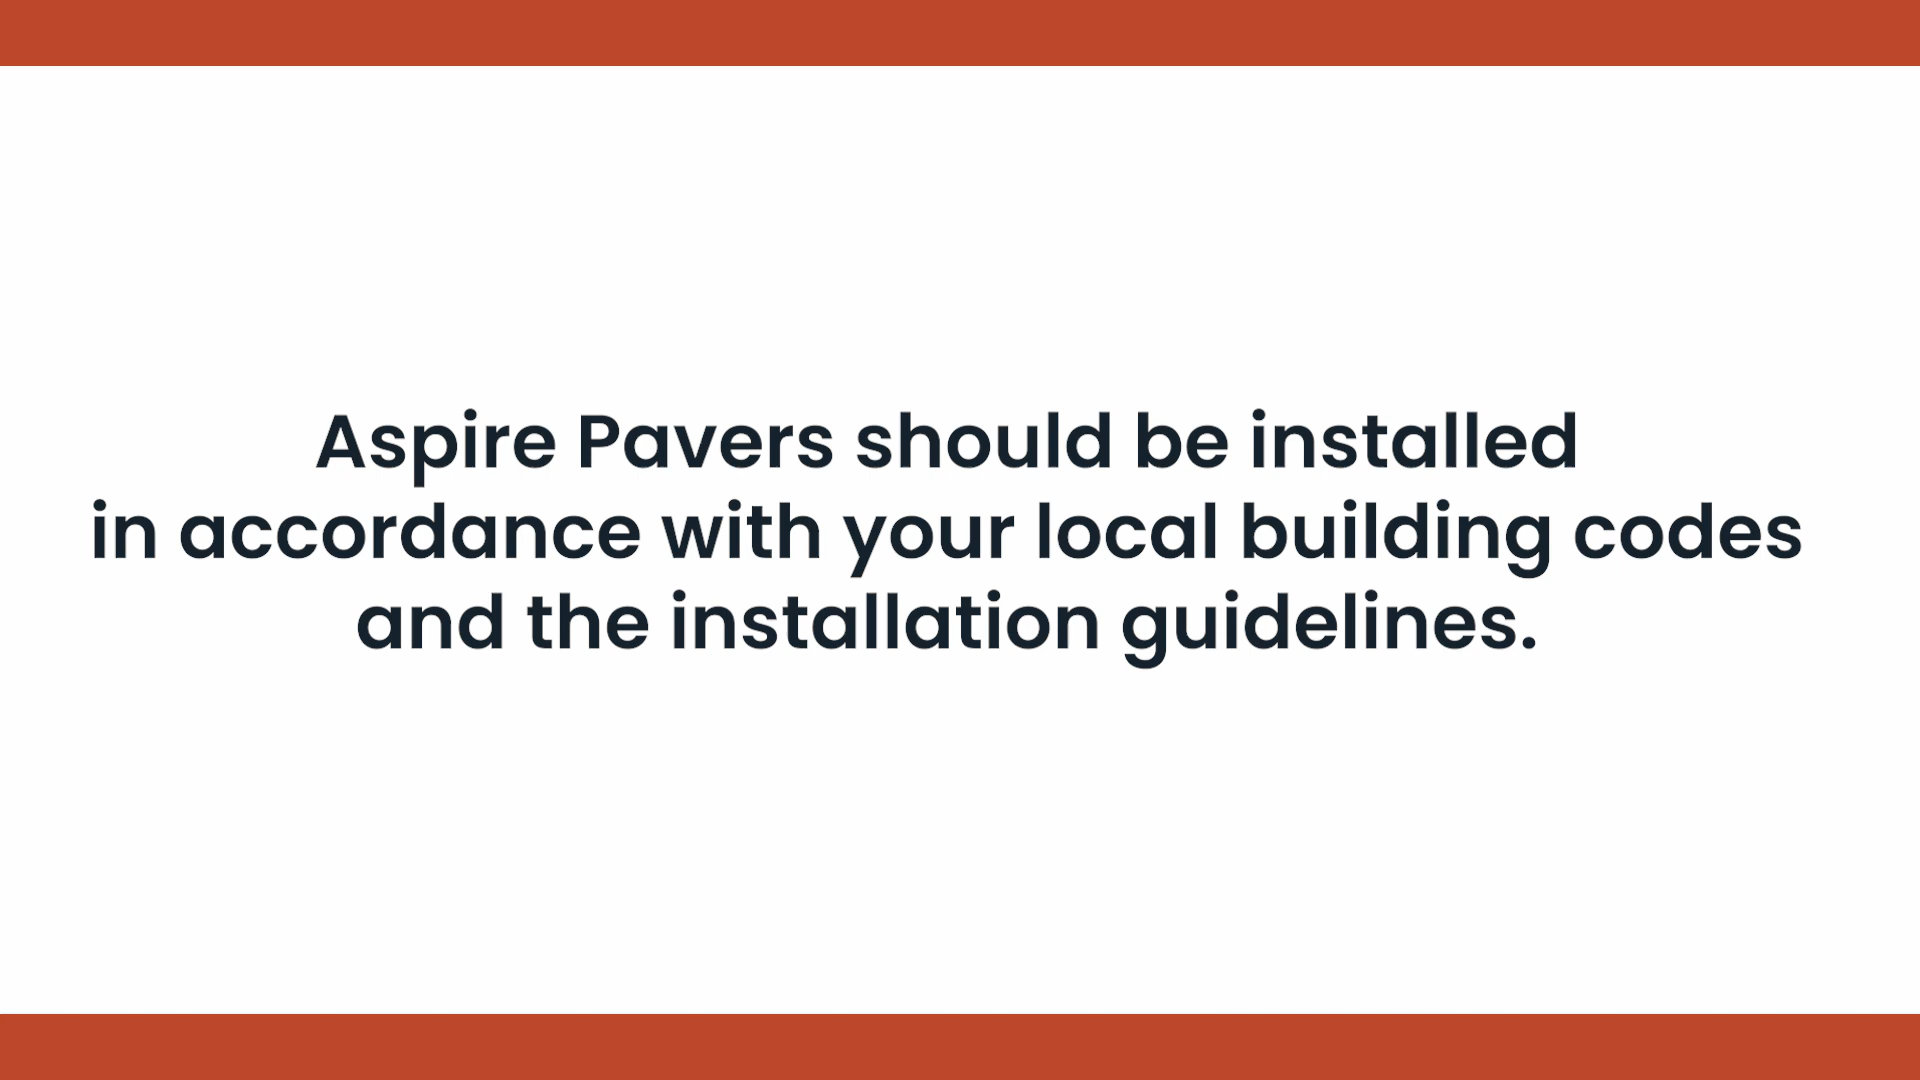 Aspire Pavers should be installed
in accordance with your local building codes
and the installation guidelines.